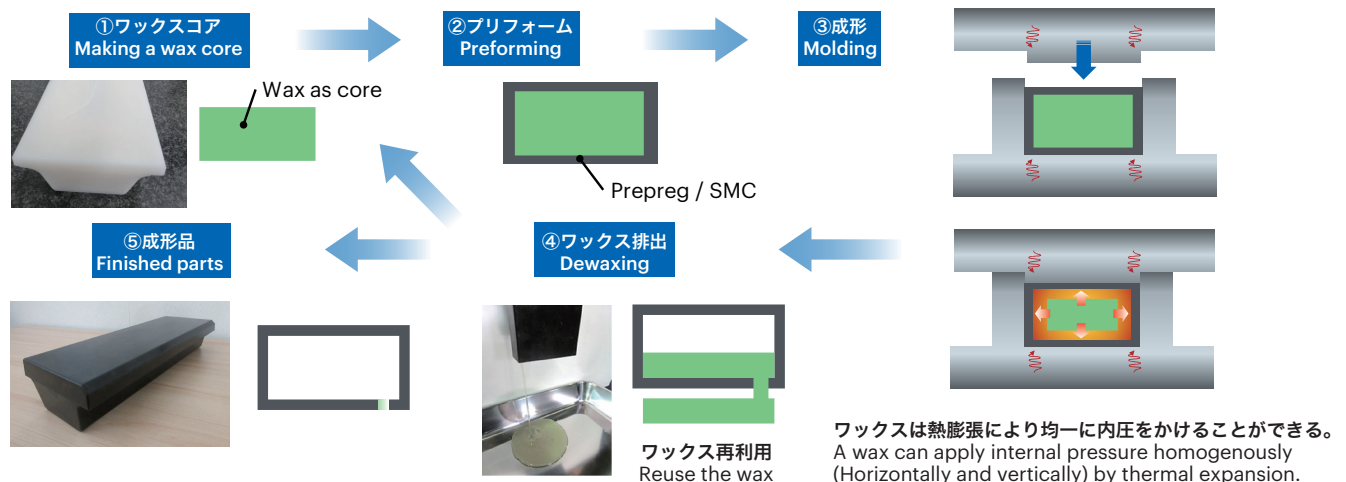 ①ワックスコア
Making a wax core
②プリフォーム
Preforming
③成形
Molding
Wax as core
Prepreg / SMC
⑤成形品
Finished parts
④ワックス排出
Dewaxing
ワックス再利用
Reuse the wax
ワックスは熱膨張により均一に内圧をかけることができる。
A wax can apply internal pressure homogenously
(Horizontally and vertically) by thermal expansion.